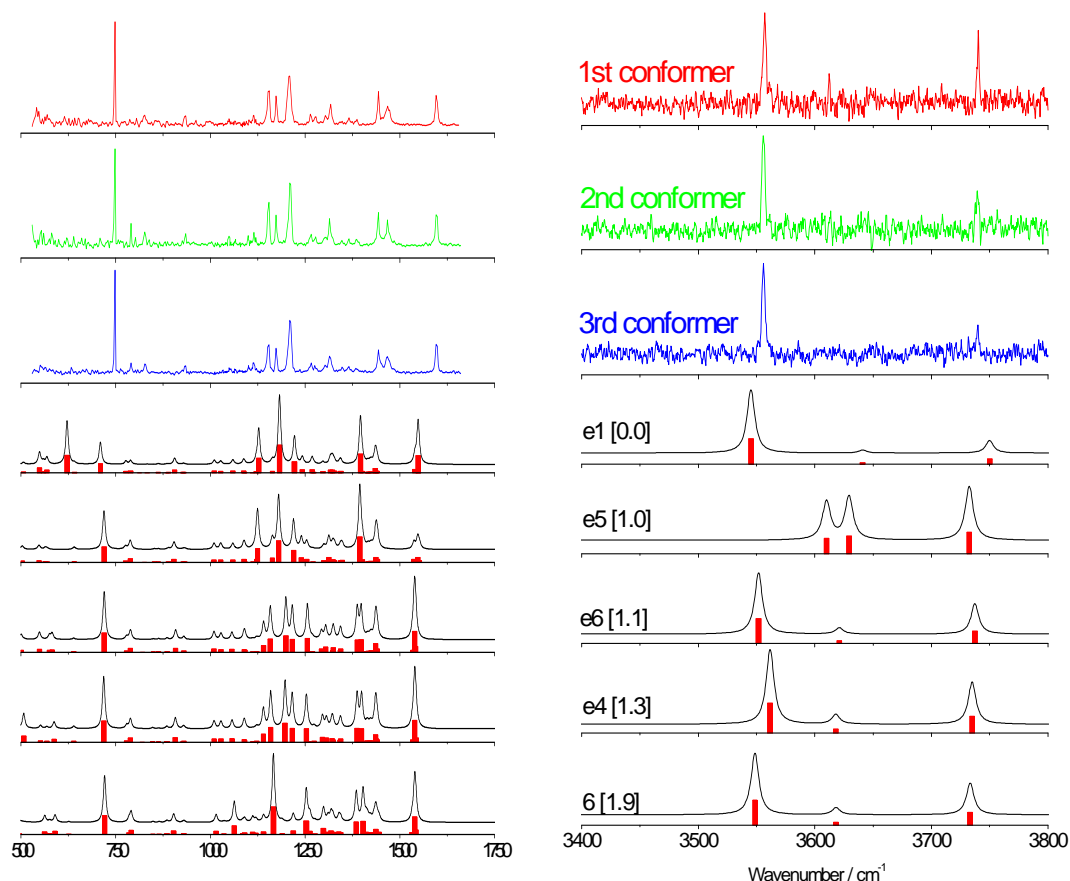 1st conformer
2nd conformer
3rd conformer
e1 [0.0]
e5 [1.0]
e6 [1.1]
e4 [1.3]
6 [1.9]
500 750 1000 1250 1500 1750
3400 3500 3600 3700 3800
Wavenumber / cm-1